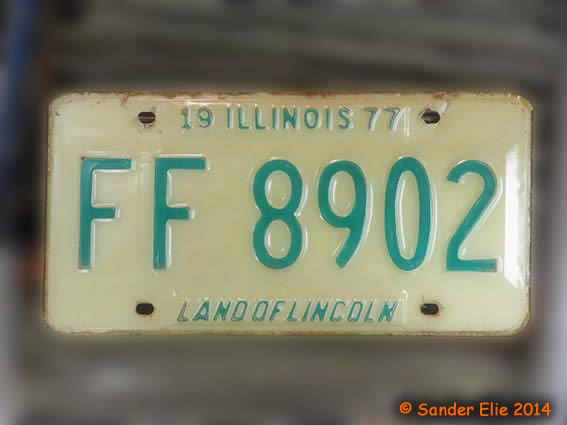 19 ILLINOIS 77
FF 8902
LAND OF LINCOLN
© Sander Elie 2014